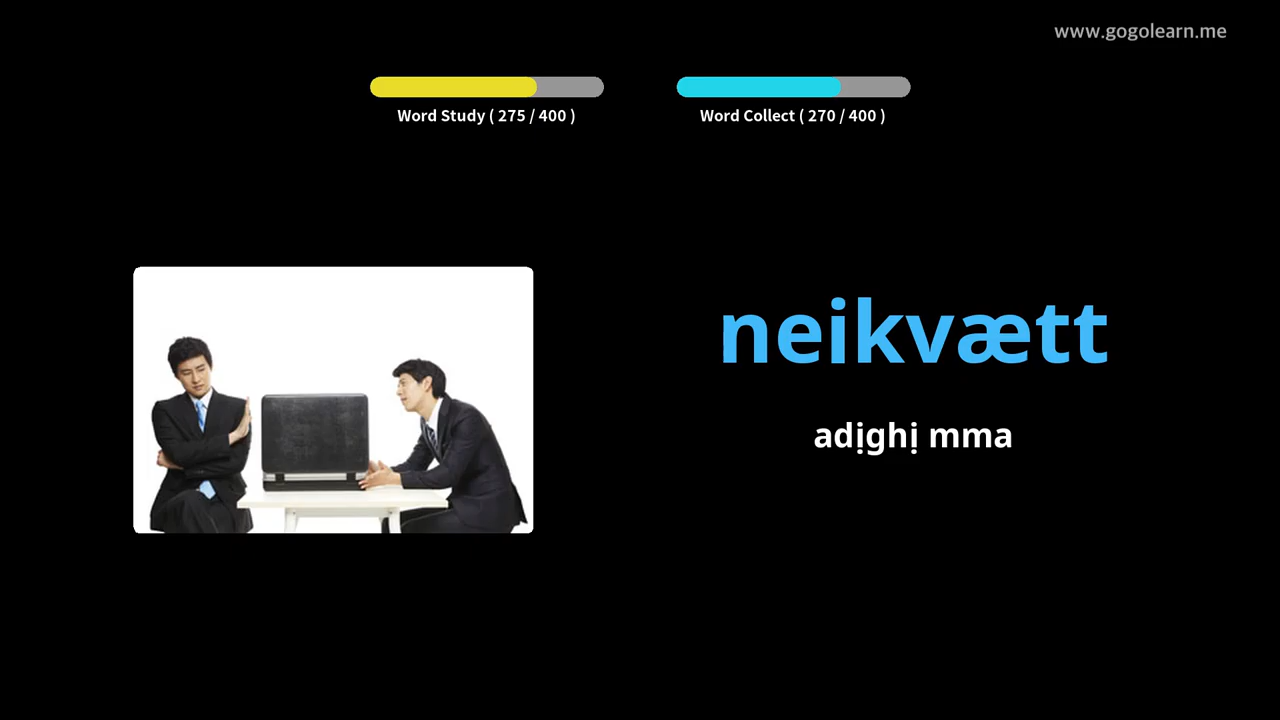 www.gogolearn.me
Word Study ( 275 / 400 )
Word Collect ( 270 / 400 )
neikvætt
adịghị mma